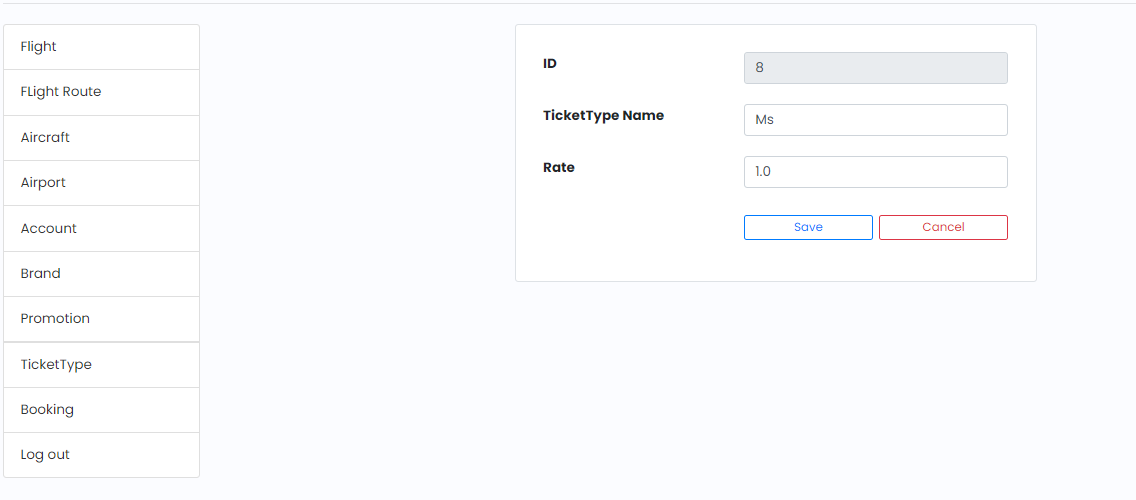 Flight
FLight Route
Aircraft
Airport
Account
Brand
Promotion
TicketType
Booking
Log out
ID
8
TicketType Name
Ms
Rate
1.0
Save Cancel